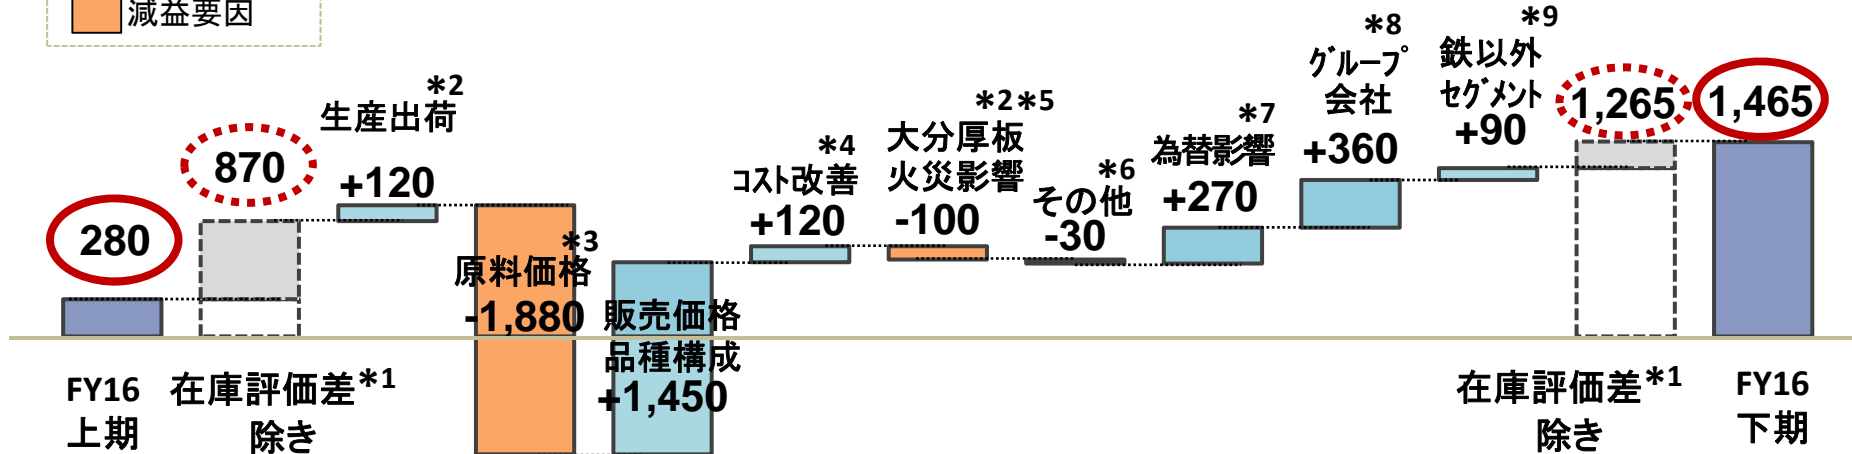 減益要因
280
FY16
上期
870
在庫評価差*1
除き
生産出荷*2
+120
原料価格*3
-1,880
販売価格
品種構成
+1,450
コスト改善*4
+120
大分厚板*2*5
火災影響
-100
その他*6
-30
為替影響*7
+270
グループ*8
会社
+360
鉄以外*9
セグメント
+90
1,265
在庫評価差*1
除き
1,465
FY16
下期